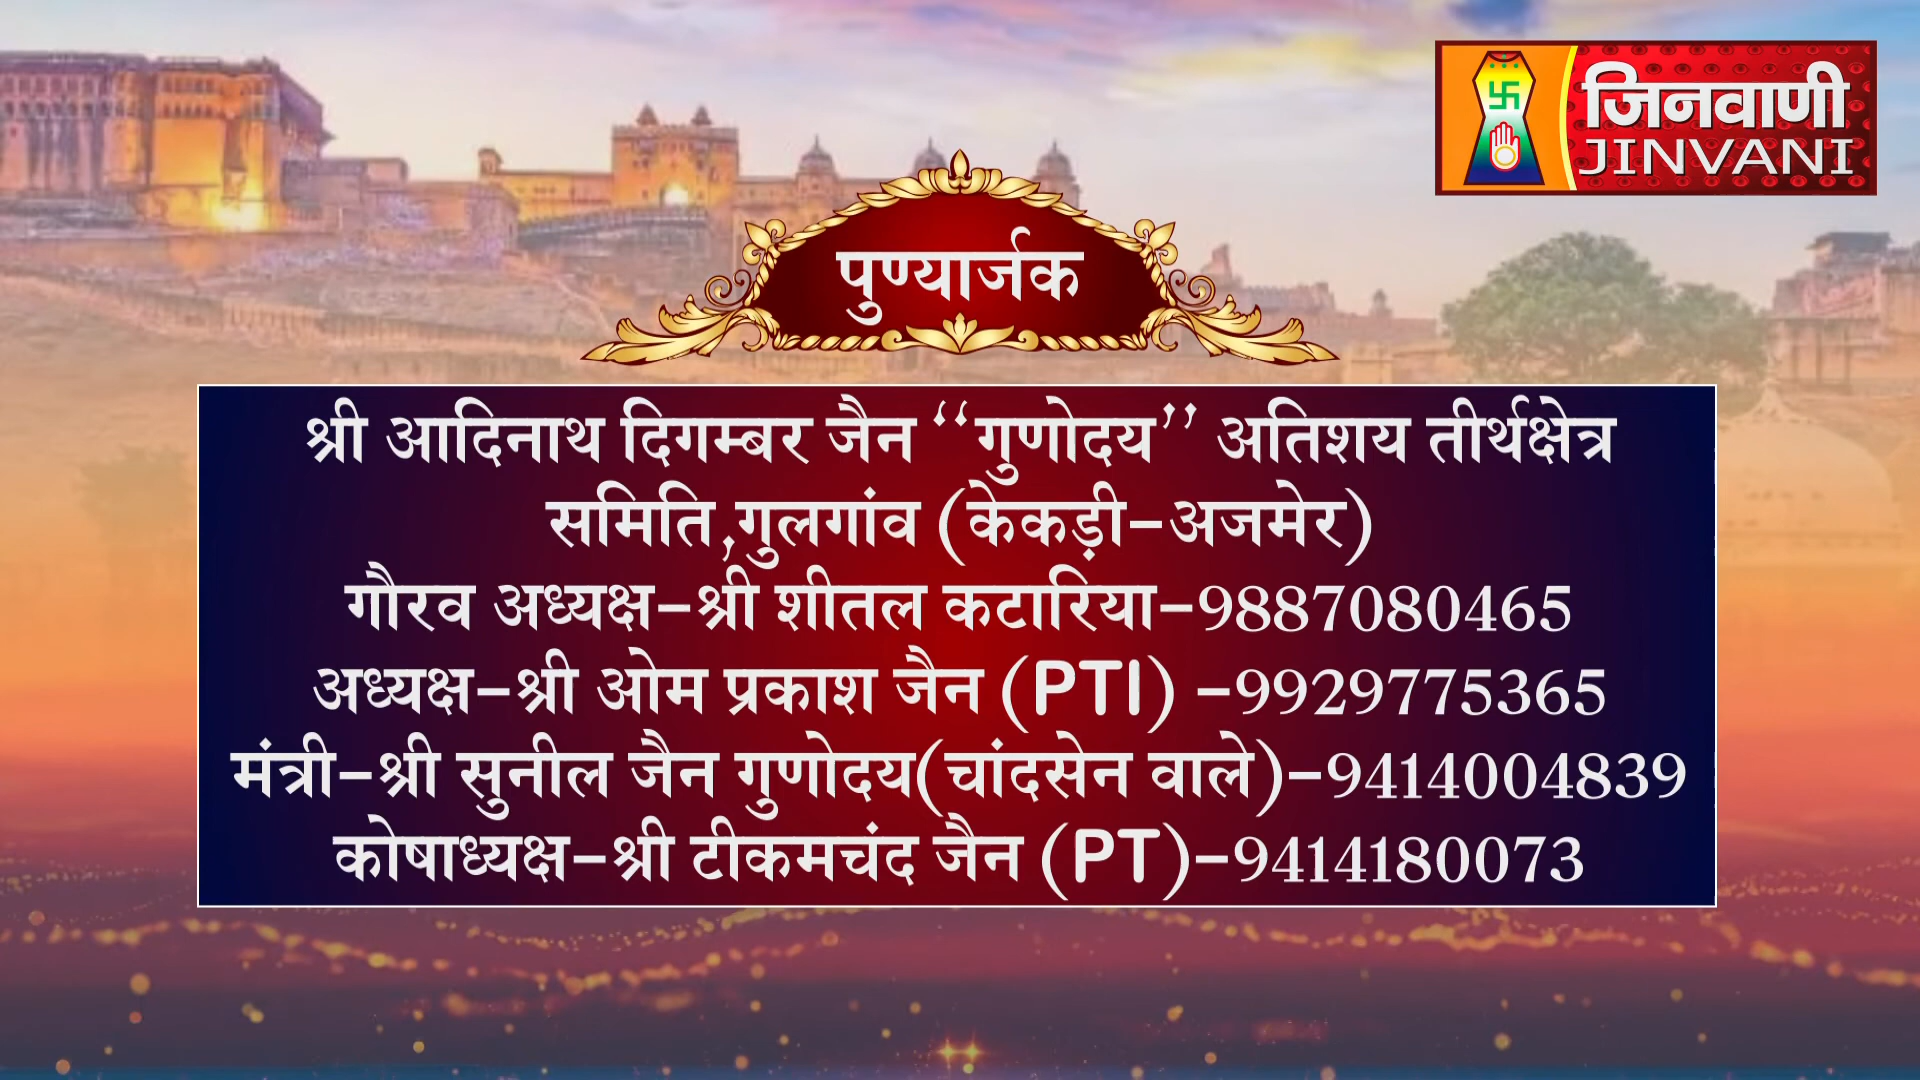 जिनवाणी
JINVANI
पुण्यार्जक
श्री आदिनाथ दिगम्बर जैन “गुणोदय” अतिशय तीर्थक्षेत्र
समिति,गुलगांव (केकड़ी-अजमेर)
गौरव अध्यक्ष-श्री शीतल कटारिया-9887080465
अध्यक्ष-श्री ओम प्रकाश जैन (PTI) -9929775365
मंत्री-श्री सुनील जैन गुणोदय(चांदसेन वाले)-9414004839
कोषाध्यक्ष-श्री टीकमचंद जैन (PT)-9414180073